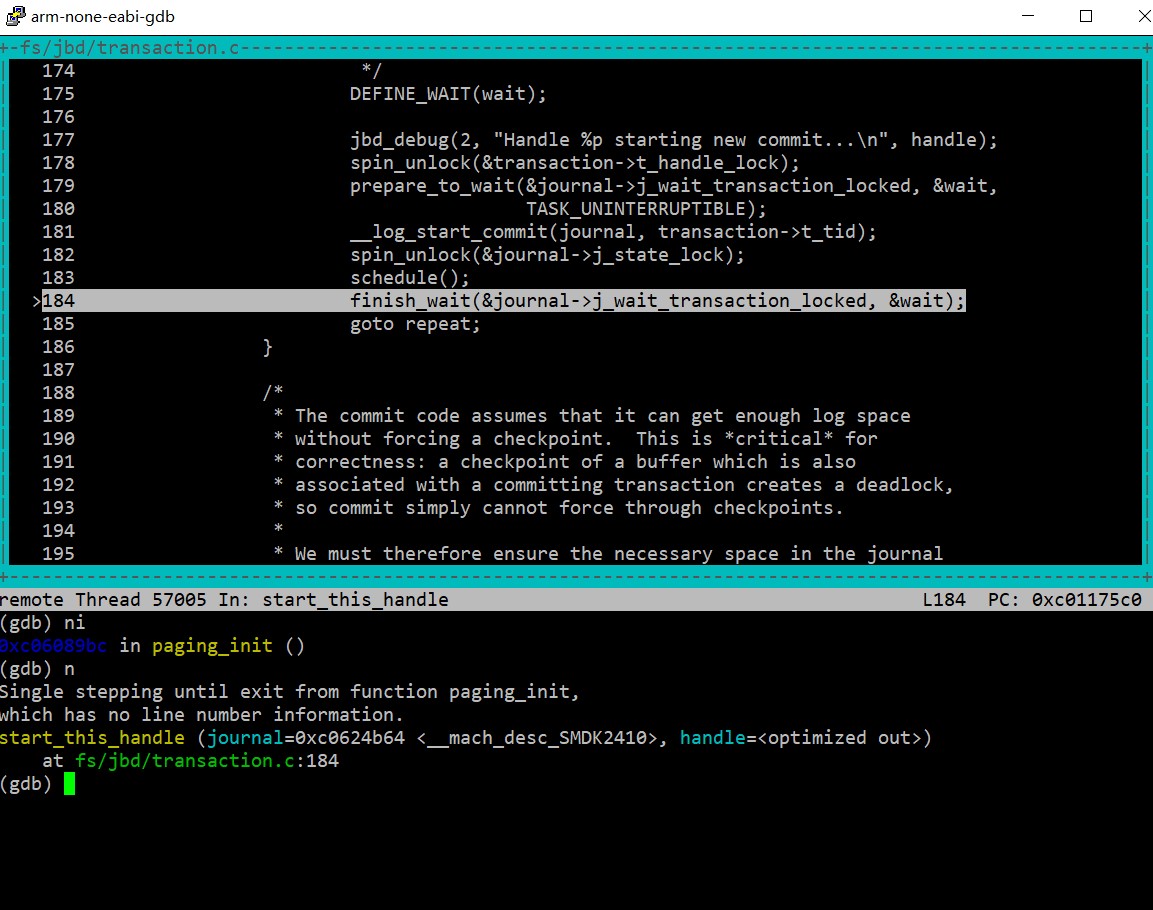 arm-none-eabi-gdb
+-fs/jbd/transaction.c--------------------------------------------------------------------------------+
174 */
175 DEFINE_WAIT(wait);
176
177 jbd_debug(2, "Handle %p starting new commit...\n", handle);
178 spin_unlock(&transaction->t_handle_lock);
179 prepare_to_wait(&journal->j_wait_transaction_locked, &wait,
180 TASK_UNINTERRUPTIBLE);
181 __log_start_commit(journal, transaction->t_tid);
182 spin_unlock(&journal->j_state_lock);
183 schedule();
>184 finish_wait(&journal->j_wait_transaction_locked, &wait);
185 goto repeat;
186 }
187
188 /*
189 * The commit code assumes that it can get enough log space
190 * without forcing a checkpoint.  This is *critical* for
191 * correctness: a checkpoint of a buffer which is also
192 * associated with a committing transaction creates a deadlock,
193 * so commit simply cannot force through checkpoints.
194 *
195 * We must therefore ensure the necessary space in the journal
remote Thread 57005 In: start_this_handle L184 PC: 0xc01175c0
(gdb) ni
0xc06089bc in paging_init ()
(gdb) n
Single stepping until exit from function paging_init,
which has no line number information.
start_this_handle (journal=0xc0624b64 <__mach_desc_SMDK2410>, handle=<optimized out>)
at fs/jbd/transaction.c:184
(gdb)